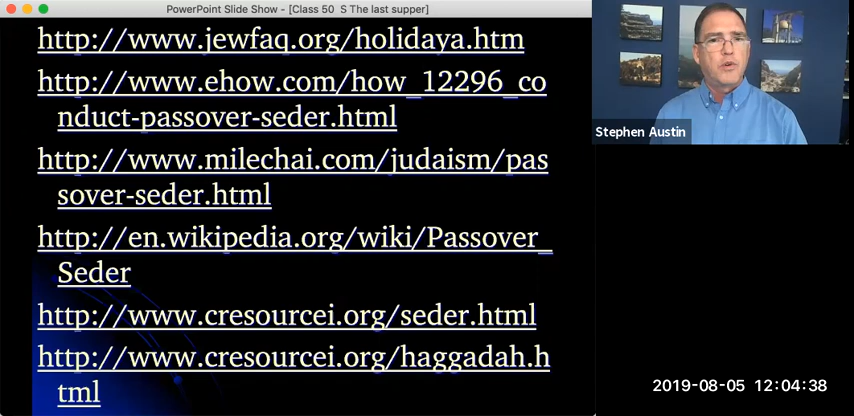 PowerPoint Slide Show - [Class 50  S The last supper]
http://www.jewfaq.org/holidaya.htm
http://www.ehow.com/how_12296_co
nduct-passover-seder.html
http://www.milechai.com/judaism/pas
sover-seder.html
http://en.wikipedia.org/wiki/Passover_
Seder
http://www.cresourcei.org/seder.html
http://www.cresourcei.org/haggadah.h
tml
Stephen Austin
2019-08-05 12:04:38